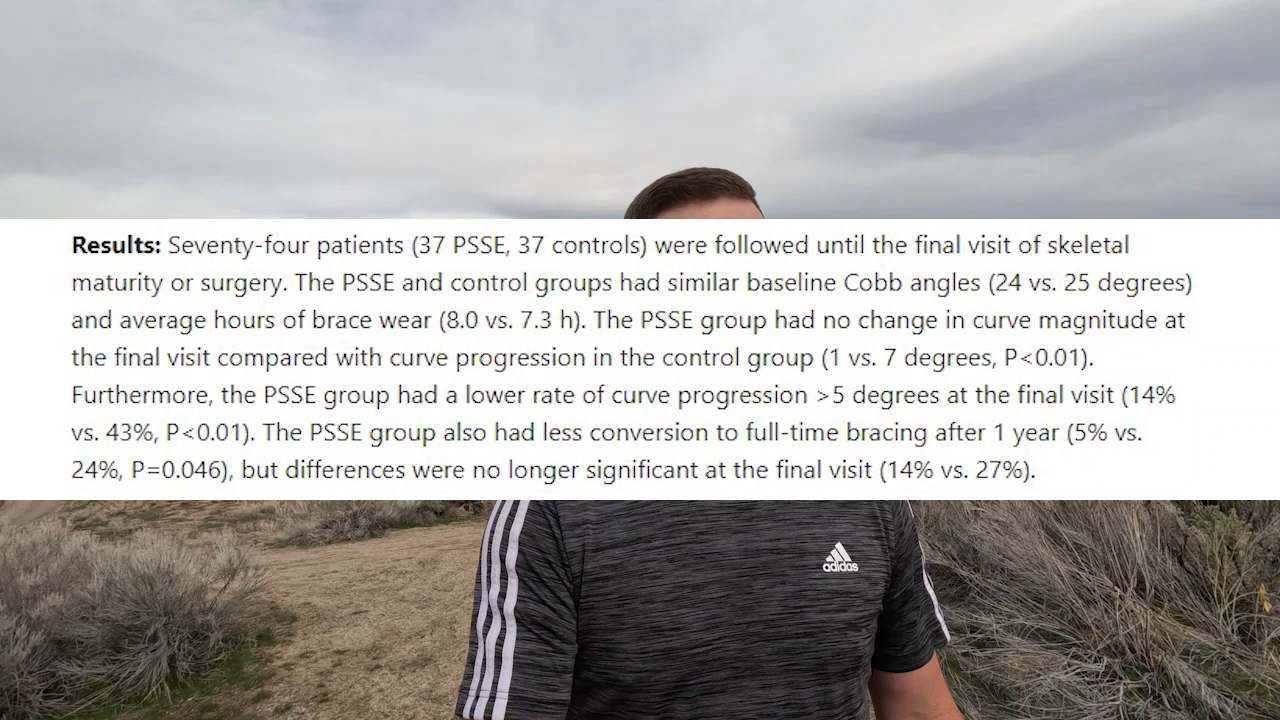 Results: Seventy-four patients (37 PSSE, 37 controls) were followed until the final visit of skeletal
maturity or surgery. The PSSE and control groups had similar baseline Cobb angles (24 vs. 25 degrees)
and average hours of brace wear (8.0 vs. 7.3 h). The PSSE group had no change in curve magnitude at
the final visit compared with curve progression in the control group (1 vs. 7 degrees, P<0.01).
Furthermore, the PSSE group had a lower rate of curve progression >5 degrees at the final visit (14%
vs. 43%, P<0.01). The PSSE group also had less conversion to full-time bracing after 1 year (5% vs.
24%, P=0.046), but differences were no longer significant at the final visit (14% vs. 27%).
adidas